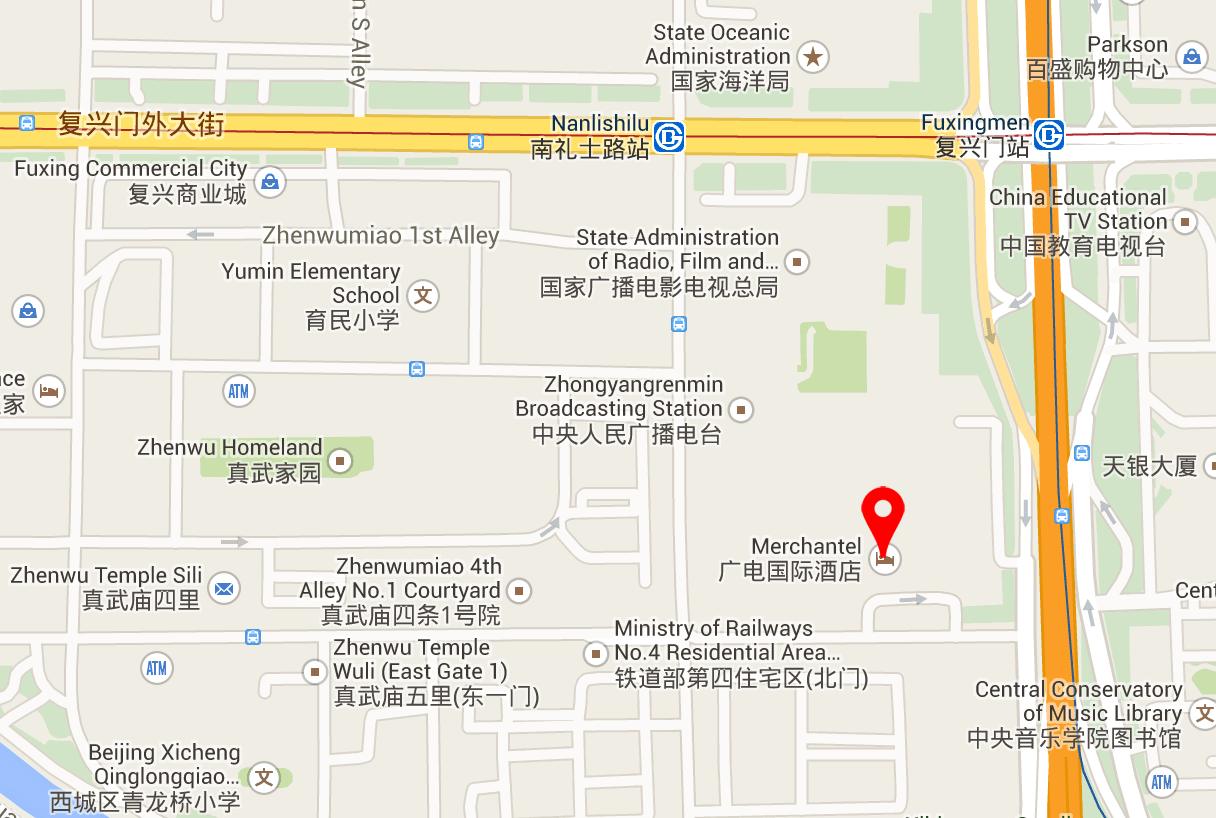 n S Alley
State Oceanic
Administration
国家海洋局
Parkson
百盛购物中心
复兴门外大街
Nanlishilu
南礼士路站
Fuxingmen
复兴门站
Fuxing Commercial City
复兴商业城
China Educational
TV Station
中国教育电视台
Zhenwumiao 1st Alley
State Administration
of Radio, Film and...
国家广播电影电视总局
Yumin Elementary
School
育民小学
文
ace
家
ATM
Zhongyangrenmin
Broadcasting Station
中央人民广播电台
Zhenwu Homeland
真武家园
天银大厦
Merchantel
广电国际酒店
Zhenwu Temple Sili
真武庙四里
Zhenwumiao 4th
Alley No.1 Courtyard
真武庙四条1号院
Cent
Ministry of Railways
No.4 Residential Area...
铁道部第四住宅区(北门)
Zhenwu Temple
Wuli (East Gate 1)
真武庙五里(东一门)
ATM
Central Conservatory
of Music Library
中央音乐学院图书馆
文
Beijing Xicheng
Qinglongqiao...
西城区青龙桥小学
文
ATM